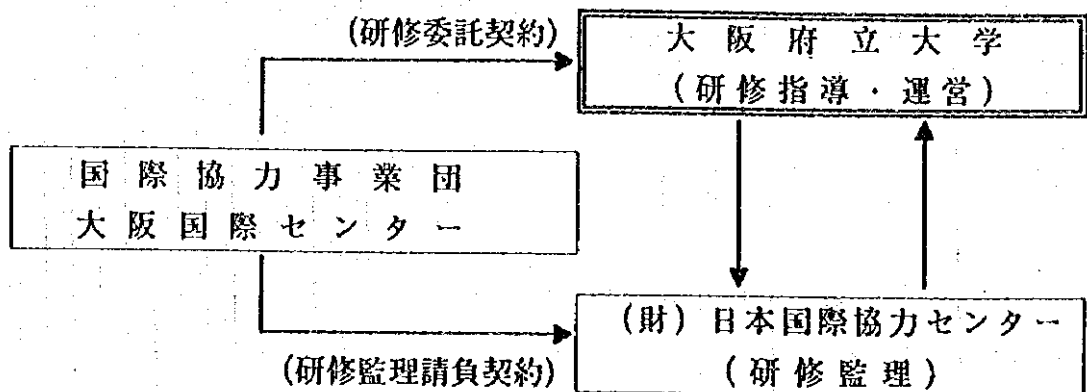 (研修委託契約)
大阪府立大学
(研修指導・運営)
国際協力事業団
大阪国際センター
(財)日本国際協力センター
(研修監理)
(研修監理請負契約)